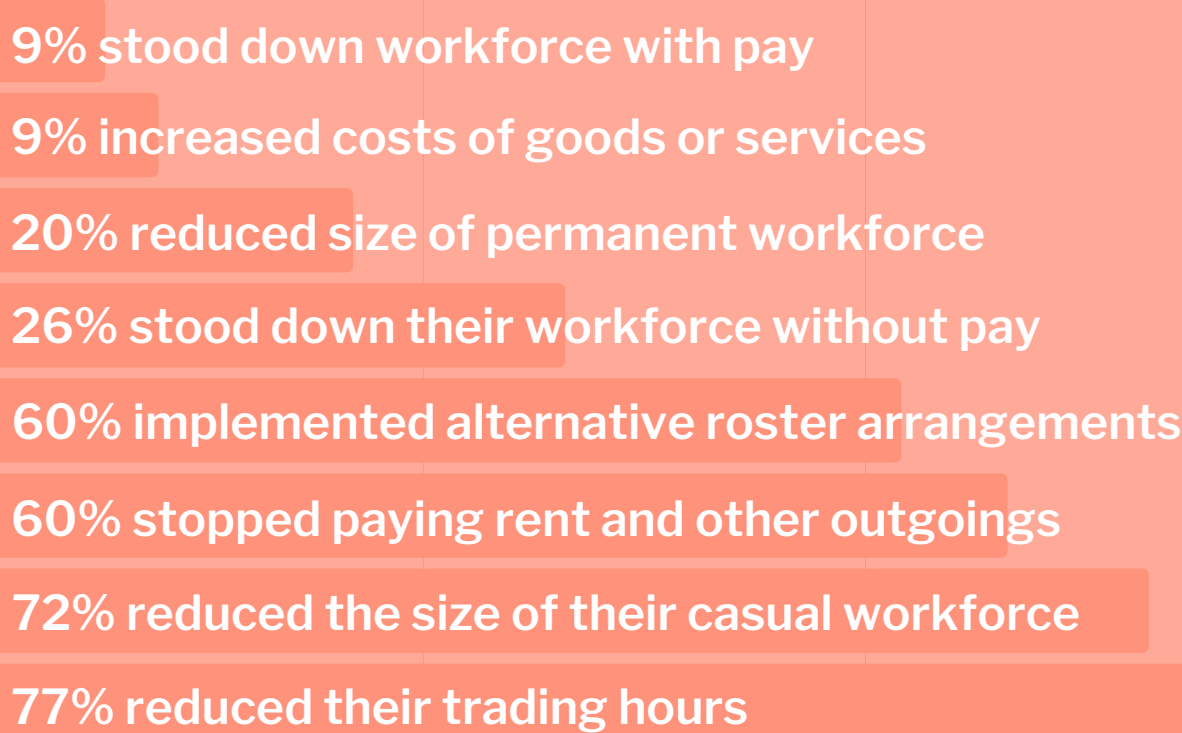 9% stood down workforce with pay
9% increased costs of goods or services
20% reduced size of permanent workforce
26% stood down their workforce without pay
60% implemented alternative roster arrangements
60% stopped paying rent and other outgoings
72% reduced the size of their casual workforce
77% reduced their trading hours